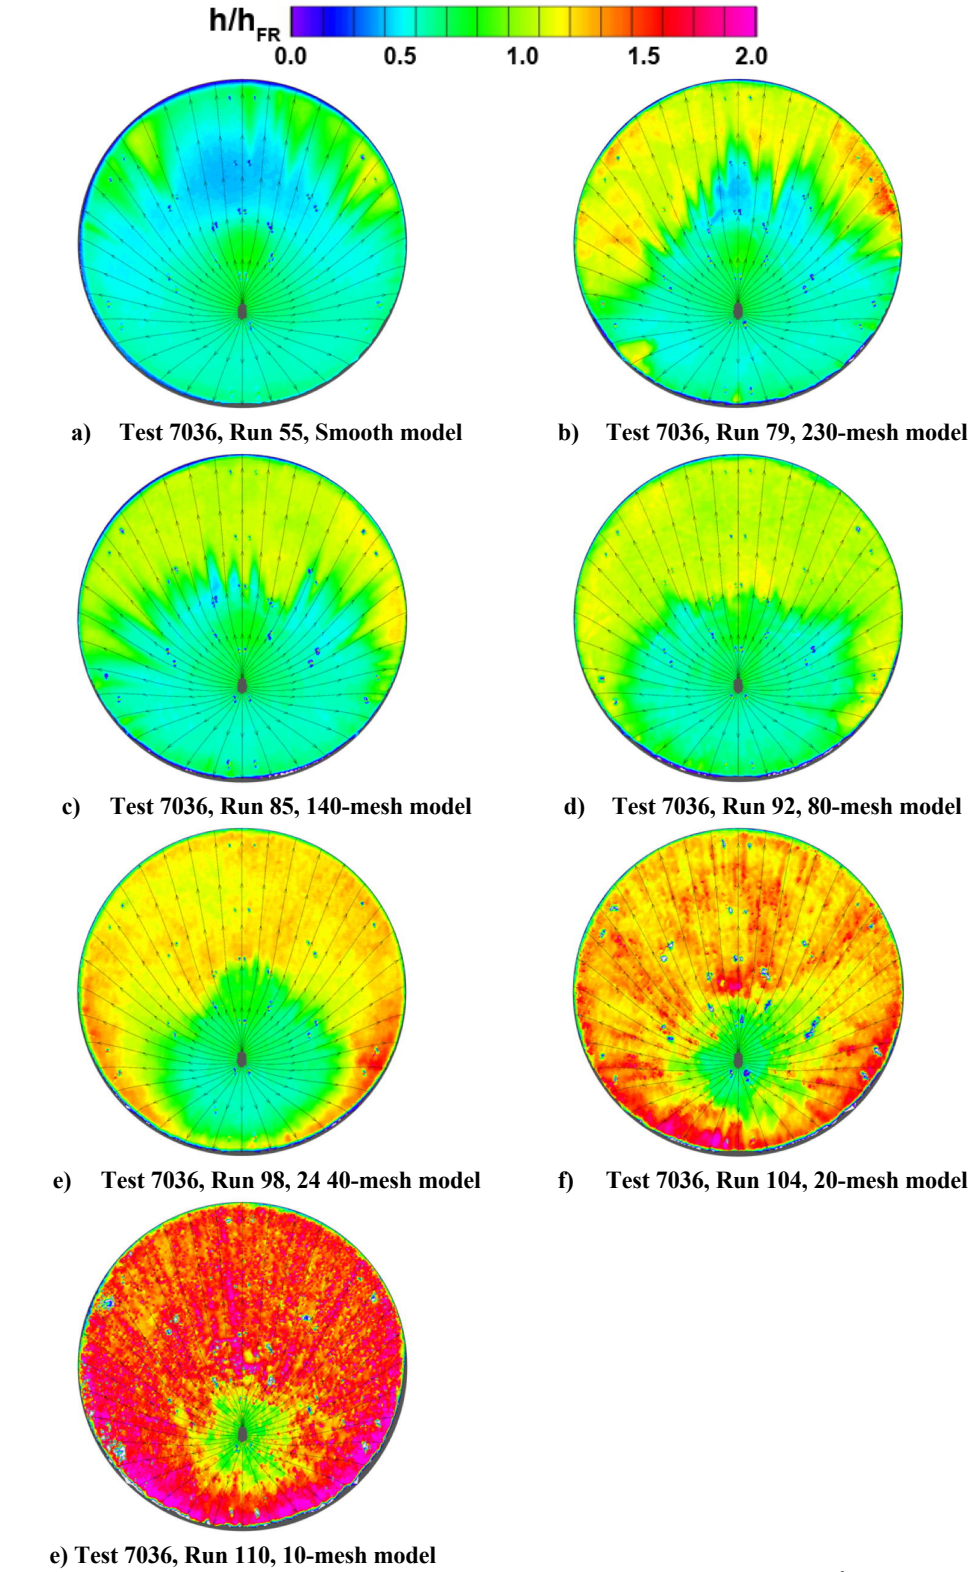 h/hFR
0.0 0.5 1.0 1.5 2.0
a) Test 7036, Run 55, Smooth model
b) Test 7036, Run 79, 230-mesh model
c) Test 7036, Run 85, 140-mesh model
d) Test 7036, Run 92, 80-mesh model
e) Test 7036, Run 98, 24 40-mesh model
f) Test 7036, Run 104, 20-mesh model
e) Test 7036, Run 110, 10-mesh model